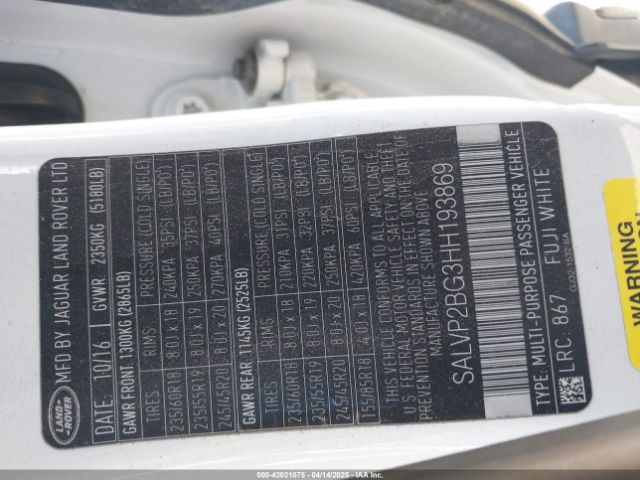 MFD BY JAGUAR LAND ROVER LTD
DATE: 10/16 GVWR 2350KG (5180LB)
GAWR FRONT 1300KG (2865LB)
TIRES -RIMS PRESSURE(COLD SINGLE)
235/60R18 8.0J x 18 240KPA 35PSI (LB/PO²)
235/55R19 8.0J x 19 250KPA 37PSI (LB/PO²)
245/45R20 8.0J x 20 270KPA 40PSI (LB/PO²)
GAWR REAR 1145KG (2525LB)
TIRES -RIMS PRESSURE(COLD SINGLE)
235/60R18 8.0J x 18 210KPA 31PSI (LB/PO²)
235/55R19 8.0J x 19 220KPA 32PSI (LB/PO²)
245/45R20 8.0J x 20 250KPA 37PSI (LB/PO²)
T155/85R18 4.0J x 18 420KPA 60PSI (LB/PO²)
THIS VEHICLE CONFORMS TO ALL APPLICABLE
FEDERAL MOTOR VEHICLE SAFETY AND THEFT
STANDARDS IN EFFECT U.S. ON THE DATE OF
MANUFACTURE SHOWN ABOVE.
SALVP2BG3HH193869
TYPE: MULTI-PURPOSE PASSENGER VEHICLE
LRC. 867 FUJI WHITE
LAND
ROVER
WARNING
000-42021075 04/14/2025 IAAI.COM